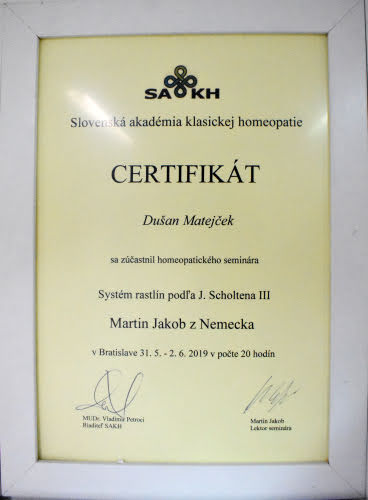 SAKH
Slovenská akadémia klasickej homeopatie
CERTIFIKÁT
Dušan Matejček
sa zúčastnil homeopatického seminára
Systém rastlín podľa J. Scholtena III
Martin Jakob z Nemecka
v Bratislave 31. 5. - 2. 6. 2019 v počte 20 hodín
MUDr. Vladimír Petroci
Riaditeľ SAKH
Martin Jakob
Lektor seminára